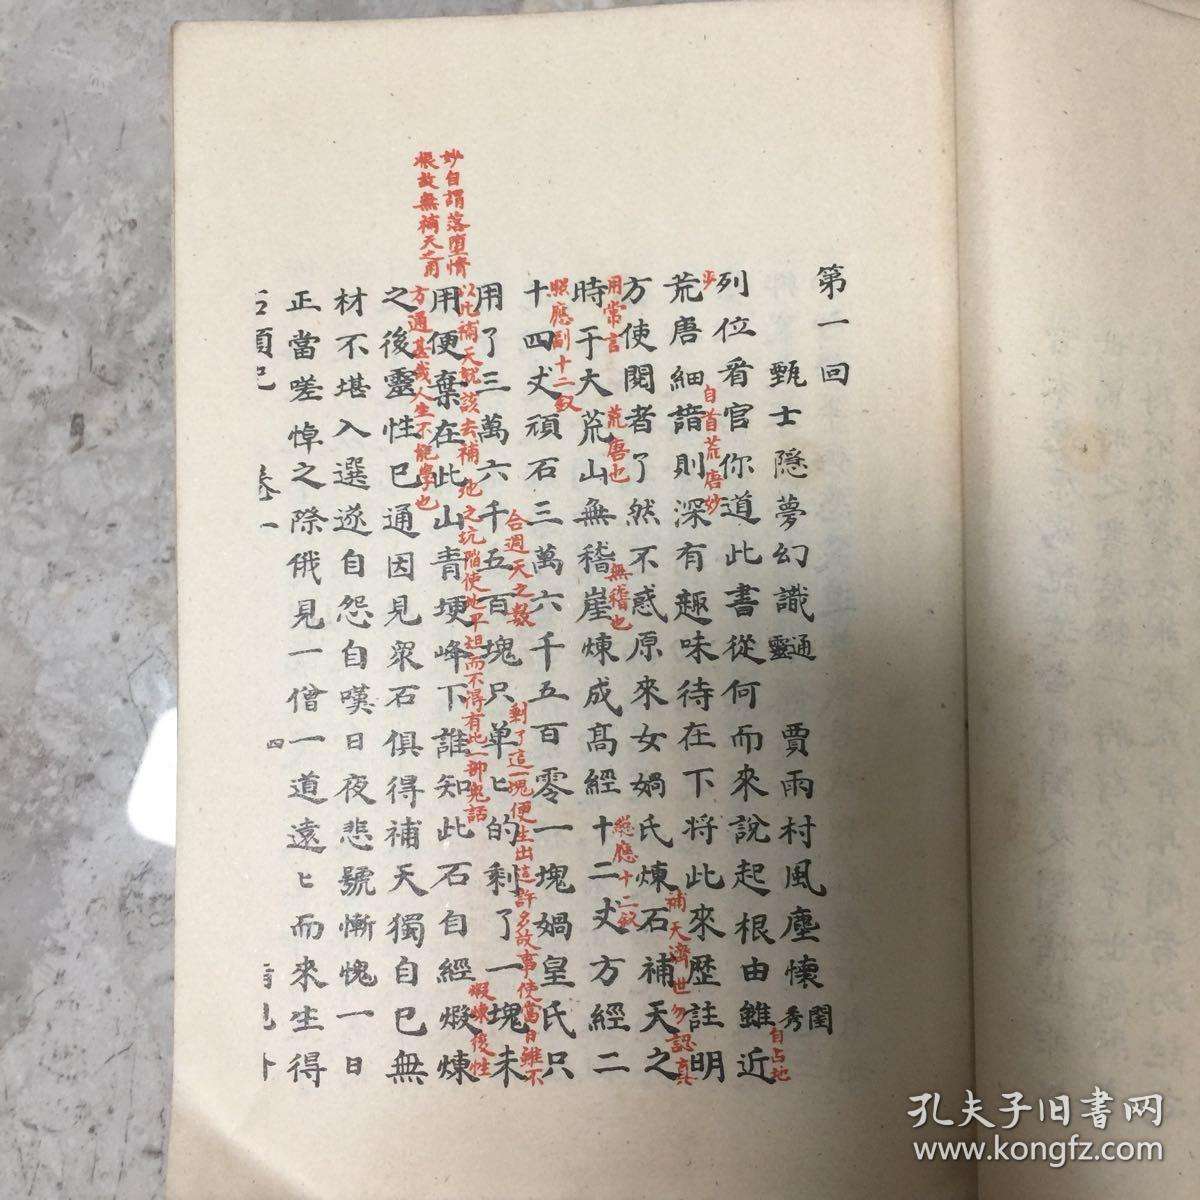 第一回
甄士隱夢幻識通靈 賈雨村風塵懷閨秀
列位看官你道此書從何而來說起根由雖近
自占地
荒唐細諳則深有趣味待在下將此來歷註明
自首荒唐妙
方使閱者了然不惑原來女媧氏煉石補天之
補天濟世勿認真
用常言
時于大荒山無稽崖煉成高經十二丈方經二
荒唐也
無稽也
總應十二釵
十四丈頑石三萬六千五百零一塊媧皇氏只
照應副十二釵
用了三萬六千五百塊只单匕的剩了一塊未
合週天之數
剩了這一塊便生出這許多故事使當日雖不
以此補天就該去補地之坑陷使地平坦而不得有此一部鬼話
用便棄在此山青埂峰下誰知此石自經煅煉
煅煉後性
方通甚哉人生不能學也
之後靈性已通因見衆石俱得補天獨自已無
材不堪入選遂自怨自嘆日夜悲號慚愧一日
正當嗟悼之際俄見一僧一道遠匕而來生得
妙自謂落墮情
根故無補天之用
卷一
四
孔夫子旧书网
www.kongfz.com